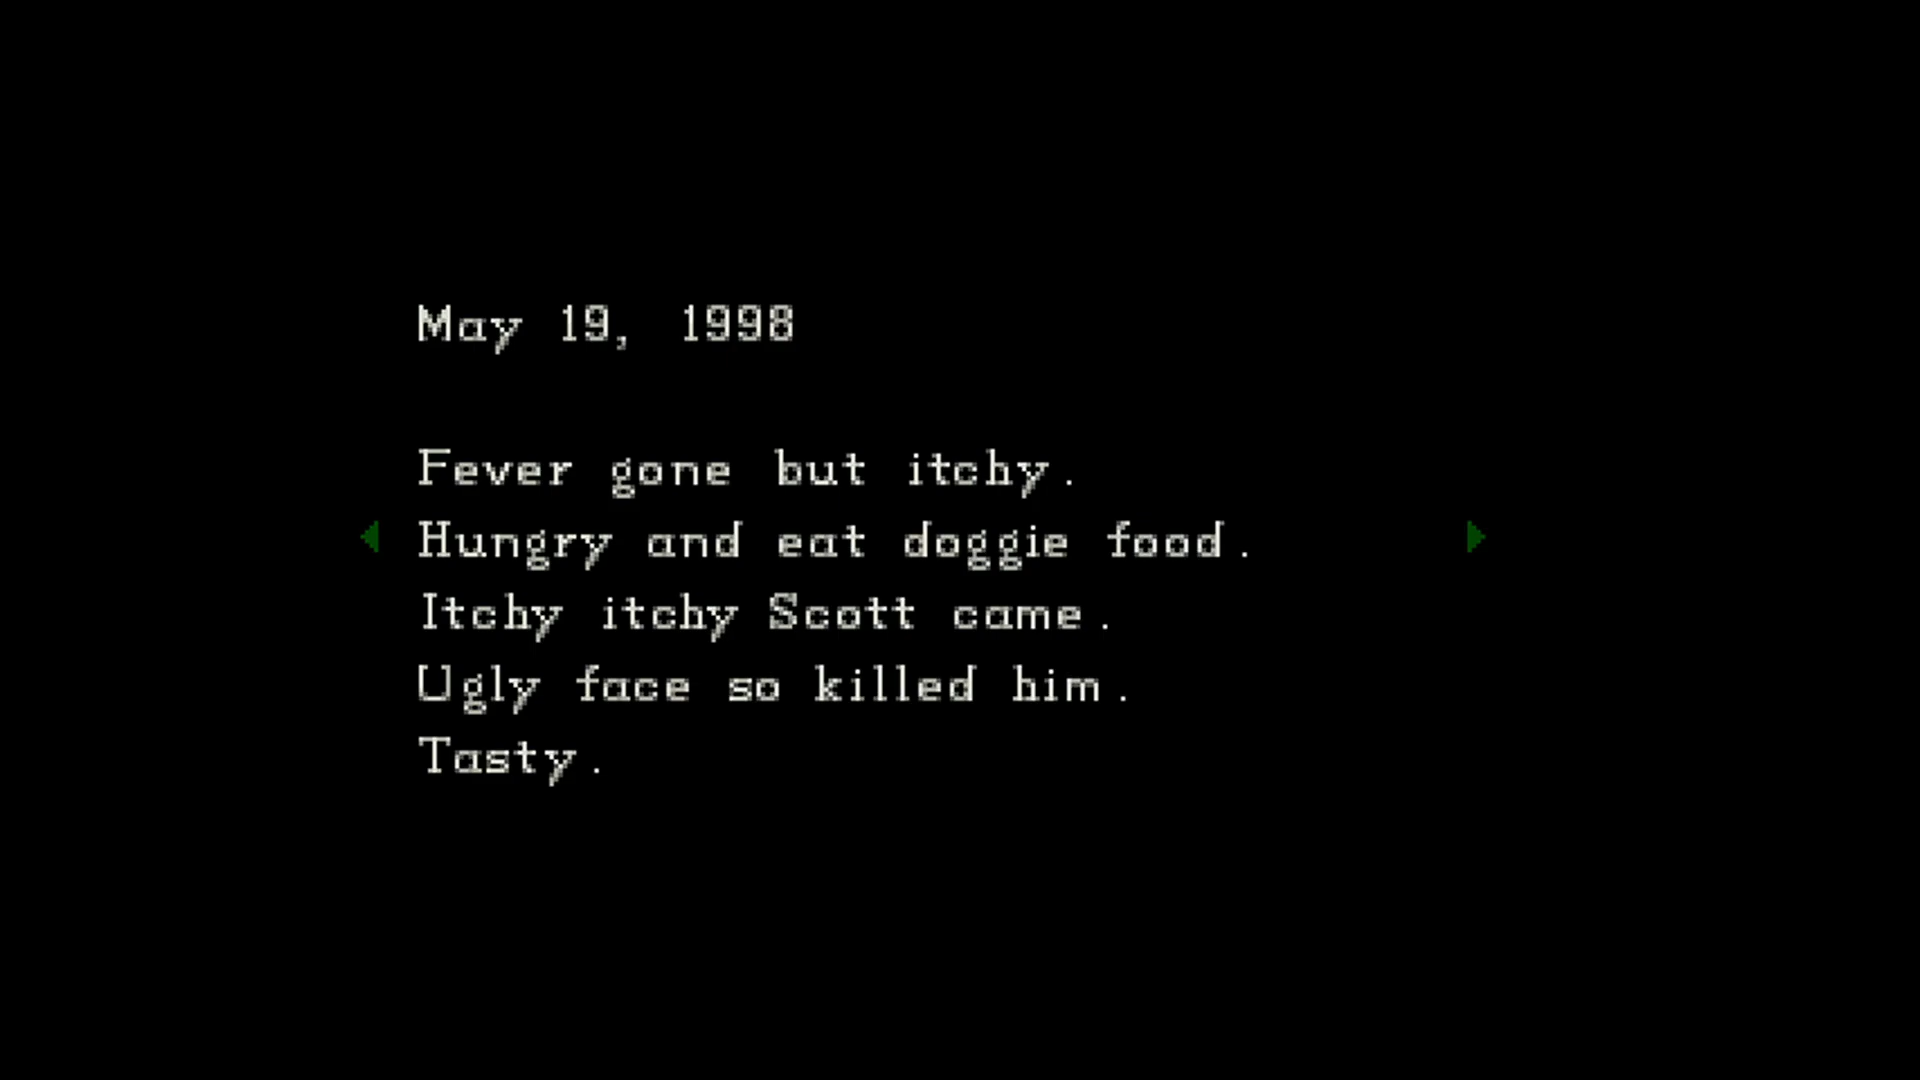 May 19, 1998
Fever gone but itchy.
Hungry and eat doggie food.
Itchy itchy Scott came.
Ugly face so killed him.
Tasty.